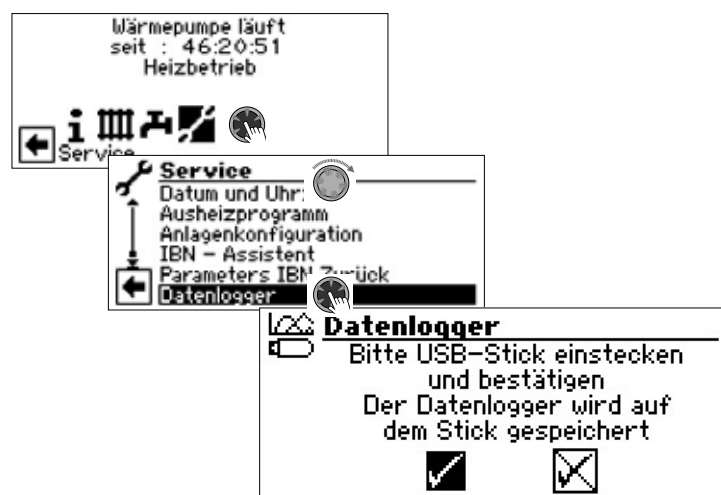 Wärmepumpe läuft
seit : 46:20:51
Heizbetrieb
Service
Service
Datum und Uhr
Ausheizprogramm
Anlagenkonfiguration
IBN - Assistent
Parameters IBN Zurück
Datenlogger
Datenlogger
Bitte USB-Stick einstecken
und bestätigen
Der Datenlogger wird auf
dem Stick gespeichert